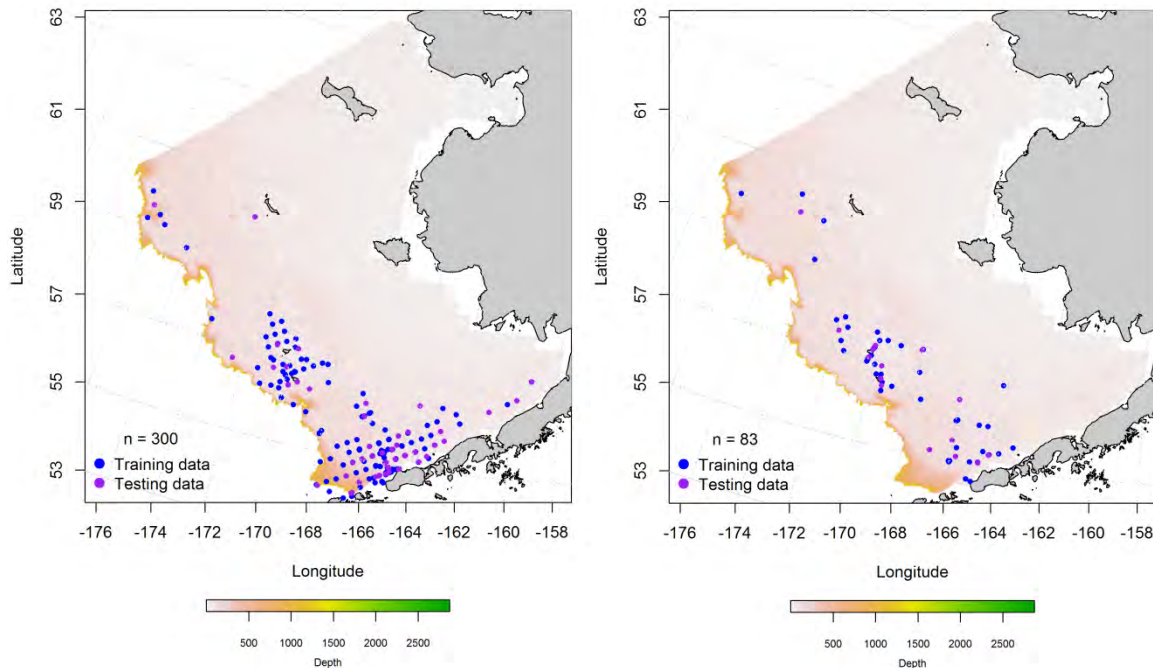 63
61
59
57
55
53
Latitude
n = 300
Training data
Testing data
-176 -174 -172 -170 -168 -166 -164 -162 -160 -158
Longitude
500 1000 1500 2000 2500
Depth
63
61
59
57
55
53
Latitude
n = 83
Training data
Testing data
-176 -174 -172 -170 -168 -166 -164 -162 -160 -158
Longitude
500 1000 1500 2000 2500
Depth